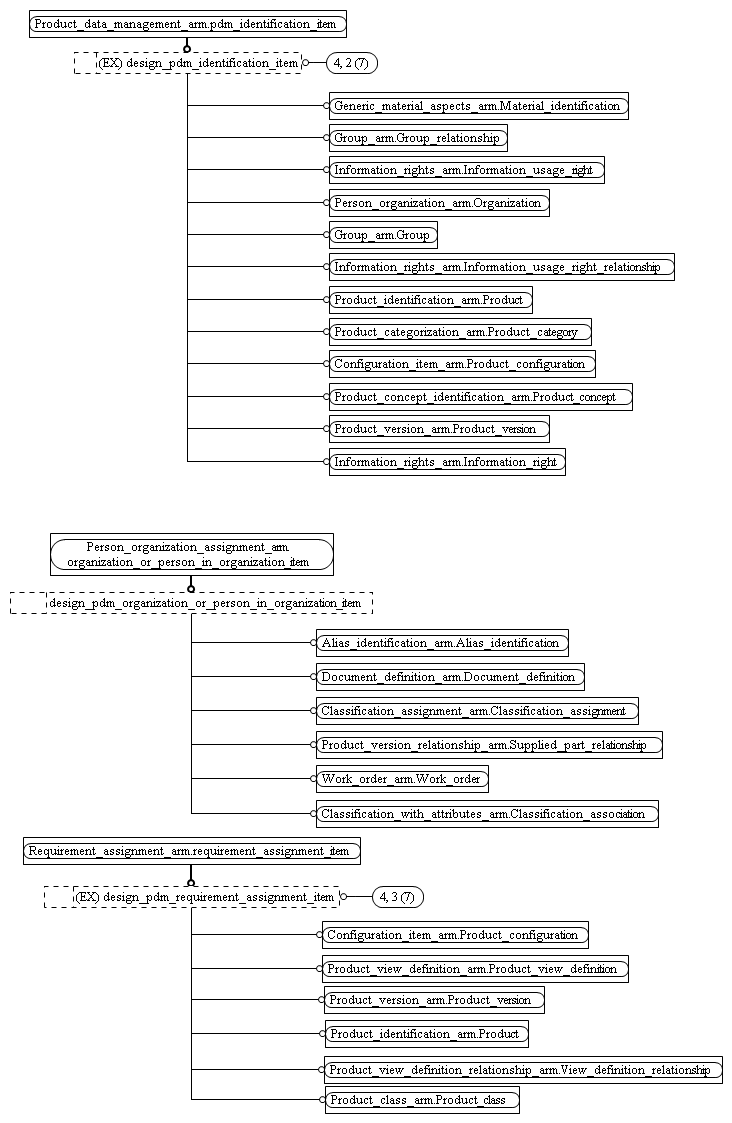 Product_data_management_arm.pdm_identification_item
(EX) design_pdm_identification_item
4, 2 (7)
Generic_material_aspects_arm.Material_identification
Group_arm.Group_relationship
Information_rights_arm.Information_usage_right
Person_organization_arm.Organization
Group_arm.Group
Information_rights_arm.Information_usage_right_relationship
Product_identification_arm.Product
Product_categorization_arm.Product_category
Configuration_item_arm.Product_configuration
Product_concept_identification_arm.Product_concept
Product_version_arm.Product_version
Information_rights_arm.Information_right
Person_organization_assignment_arm.
organization_or_person_in_organization_item
design_pdm_organization_or_person_in_organization_item
Alias_identification_arm.Alias_identification
Document_definition_arm.Document_definition
Classification_assignment_arm.Classification_assignment
Product_version_relationship_arm.Supplied_part_relationship
Work_order_arm.Work_order
Classification_with_attributes_arm.Classification_association
Requirement_assignment_arm.requirement_assignment_item
(EX) design_pdm_requirement_assignment_item
4, 3 (7)
Configuration_item_arm.Product_configuration
Product_view_definition_arm.Product_view_definition
Product_version_arm.Product_version
Product_identification_arm.Product
Product_view_definition_relationship_arm.View_definition_relationship
Product_class_arm.Product_class